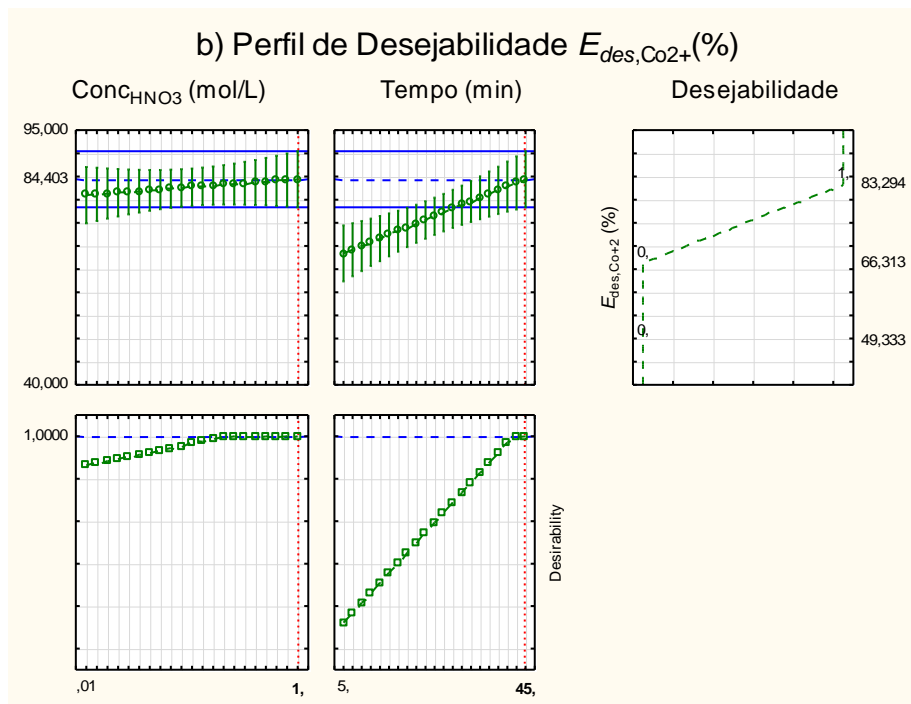 b) Perfil de Desejabilidade Edes,Co2+(%)
ConcHNO3 (mol/L)
Tempo (min)
Desejabilidade
95,000
84,403
40,000
1,
83,294
0,
66,313
0,
49,333
Edes,Co+2 (%)
1,0000
Desirability
,01
1,
5,
45,